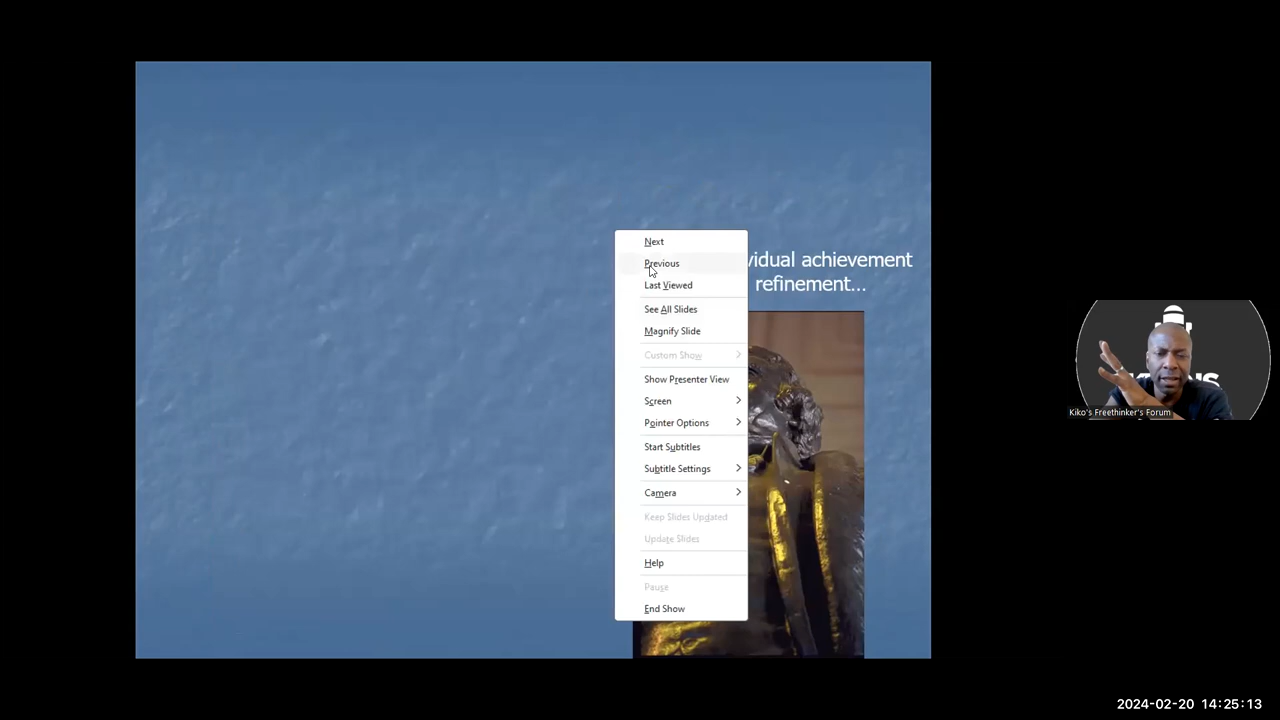 Next
Previous
Last Viewed
See All Slides
Magnify Slide
Custom Show
Show Presenter View
Screen
Pointer Options
Start Subtitles
Subtitle Settings
Camera
Keep Slides Updated
Update Slides
Help
Pause
End Show
achievement
refinement...
Kiko's Freethinker's Forum
2024-02-20 14:25:13